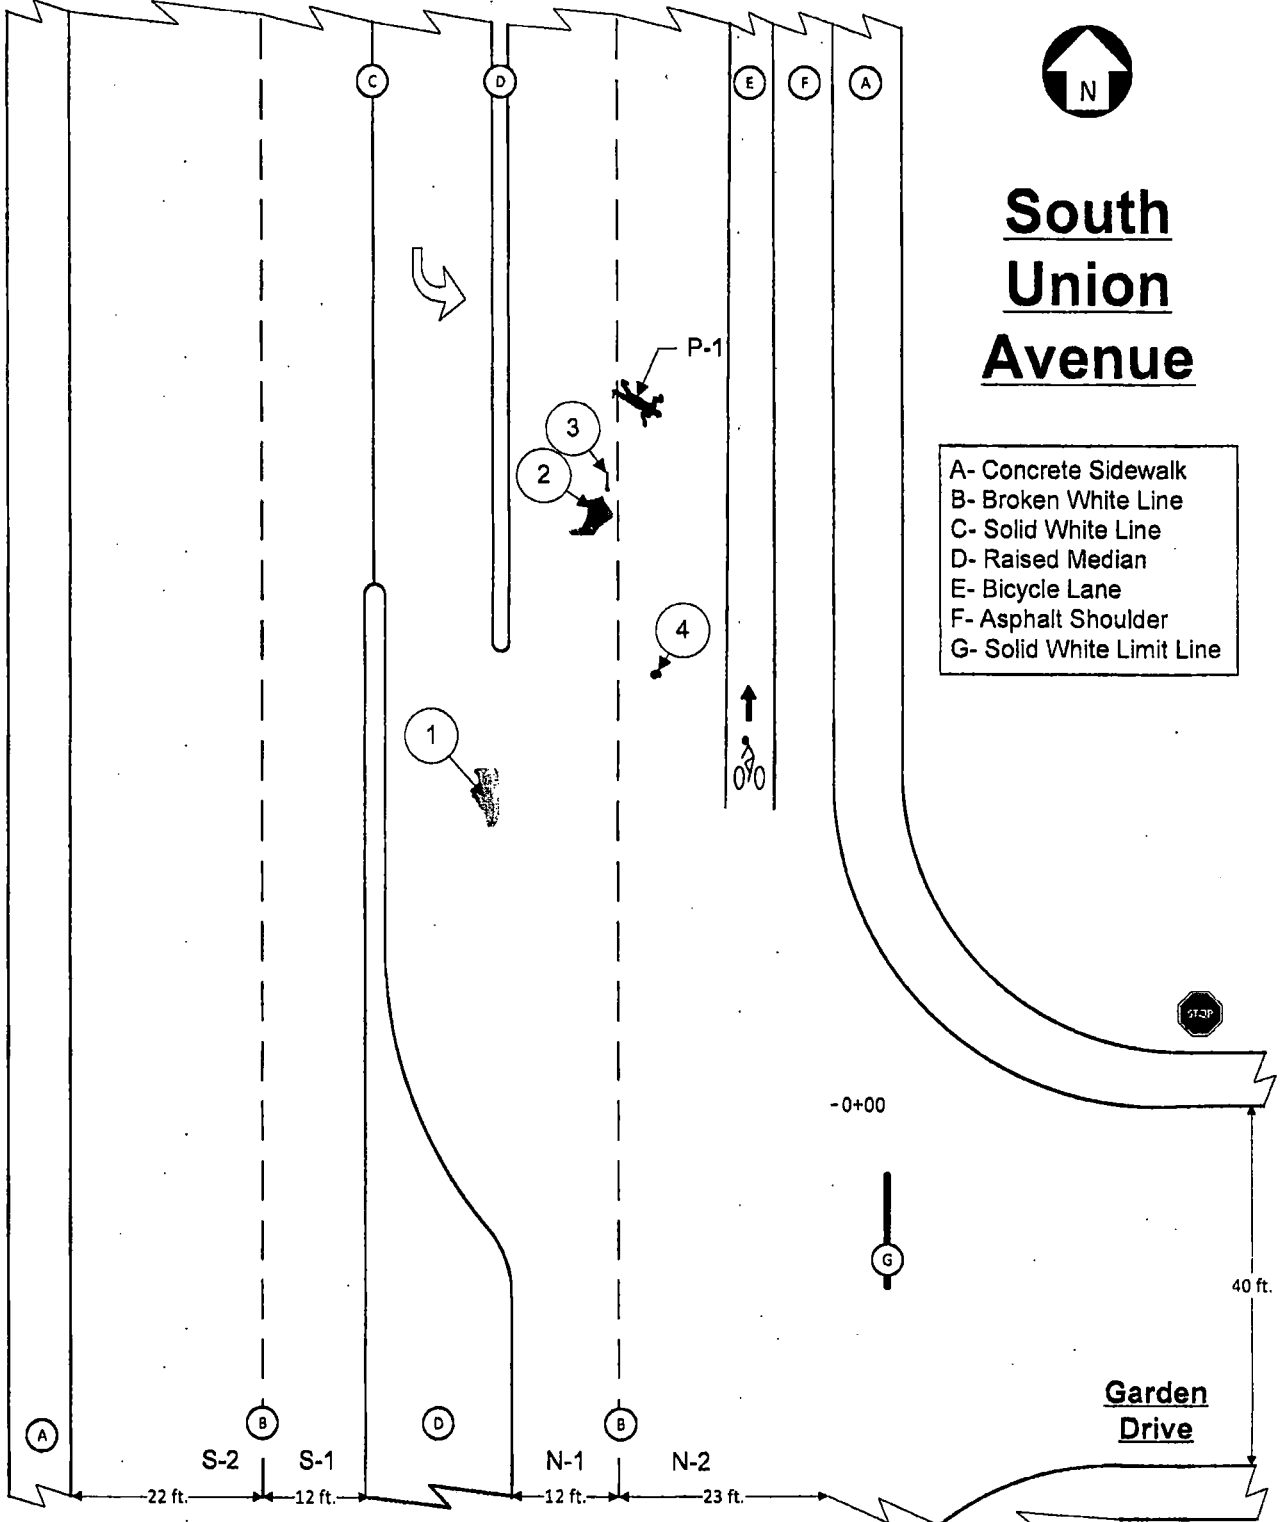 C
D
E
F
A
N
South
Union
Avenue
P-1
3
2
A- Concrete Sidewalk
B- Broken White Line
C- Solid White Line
D- Raised Median
E- Bicycle Lane
F- Asphalt Shoulder
G- Solid White Limit Line
4
1
STOP
-0+00
G
40 ft.
Garden
Drive
A
B
D
B
S-2
S-1
N-1
N-2
22 ft.
12 ft.
12 ft.
23 ft.